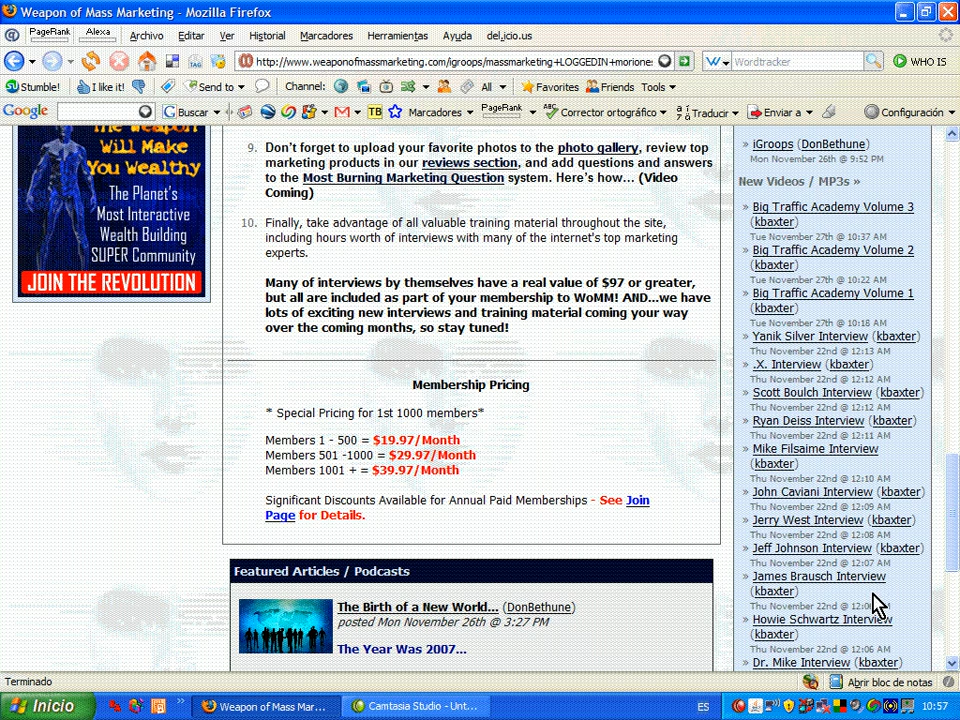 Weapon of Mass Marketing - Mozilla Firefox
PageRank
Alexa
Archivo Editar Ver Historial Marcadores Herramientas Ayuda del.icio.us
http://www.weaponofmassmarketing.com/igroups/massmarketing+LOGGEDIN+morione
Wordtracker
WHO IS
Stumble! I like it! Send to Channel: All Favorites Friends Tools
Google
Buscar
Marcadores
PageRank
Corrector ortográfico
Traducir
Enviar a
Configuración
The Weapon
Will Make
You Wealthy
The Planet's
Most Interactive
Wealth Building
SUPER Community
JOIN THE REVOLUTION
9. Don't forget to upload your favorite photos to the photo gallery, review top
marketing products in our reviews section, and add questions and answers
to the Most Burning Marketing Question system. Here's how... (Video
Coming)
10. Finally, take advantage of all valuable training material throughout the site,
including hours worth of interviews with many of the internet's top marketing
experts.
Many of interviews by themselves have a real value of $97 or greater,
but all are included as part of your membership to WoMM! AND...we have
lots of exciting new interviews and training material coming your way
over the coming months, so stay tuned!
Membership Pricing
* Special Pricing for 1st 1000 members*
Members 1 - 500 = $19.97/Month
Members 501 -1000 = $29.97/Month
Members 1001 + = $39.97/Month
Significant Discounts Available for Annual Paid Memberships - See Join
Page for Details.
Featured Articles / Podcasts
The Birth of a New World... (DonBethune)
posted Mon November 26th @ 3:27 PM
The Year Was 2007...
» iGroups (DonBethune)
Mon November 26th @ 9:52 PM
New Videos / MP3s »
» Big Traffic Academy Volume 3
(kbaxter)
Tue November 27th @ 10:37 AM
» Big Traffic Academy Volume 2
(kbaxter)
Tue November 27th @ 10:22 AM
» Big Traffic Academy Volume 1
(kbaxter)
Tue November 27th @ 10:18 AM
» Yanik Silver Interview (kbaxter)
Thu November 22nd @ 12:13 AM
» .X. Interview (kbaxter)
Thu November 22nd @ 12:12 AM
» Scott Boulch Interview (kbaxter)
Thu November 22nd @ 12:12 AM
» Ryan Deiss Interview (kbaxter)
Thu November 22nd @ 12:11 AM
» Mike Filsaime Interview
(kbaxter)
Thu November 22nd @ 12:10 AM
» John Caviani Interview (kbaxter)
Thu November 22nd @ 12:09 AM
» Jerry West Interview (kbaxter)
Thu November 22nd @ 12:08 AM
» Jeff Johnson Interview (kbaxter)
Thu November 22nd @ 12:07 AM
» James Brausch Interview
(kbaxter)
Thu November 22nd @
» Howie Schwartz Interview
(kbaxter)
Thu November 22nd @ 12:06 AM
» Dr. Mike Interview (kbaxter)
Terminado
Abrir bloc de notas
Inicio
Weapon of Mass Mar...
Camtasia Studio - Unt...
ES
10:57